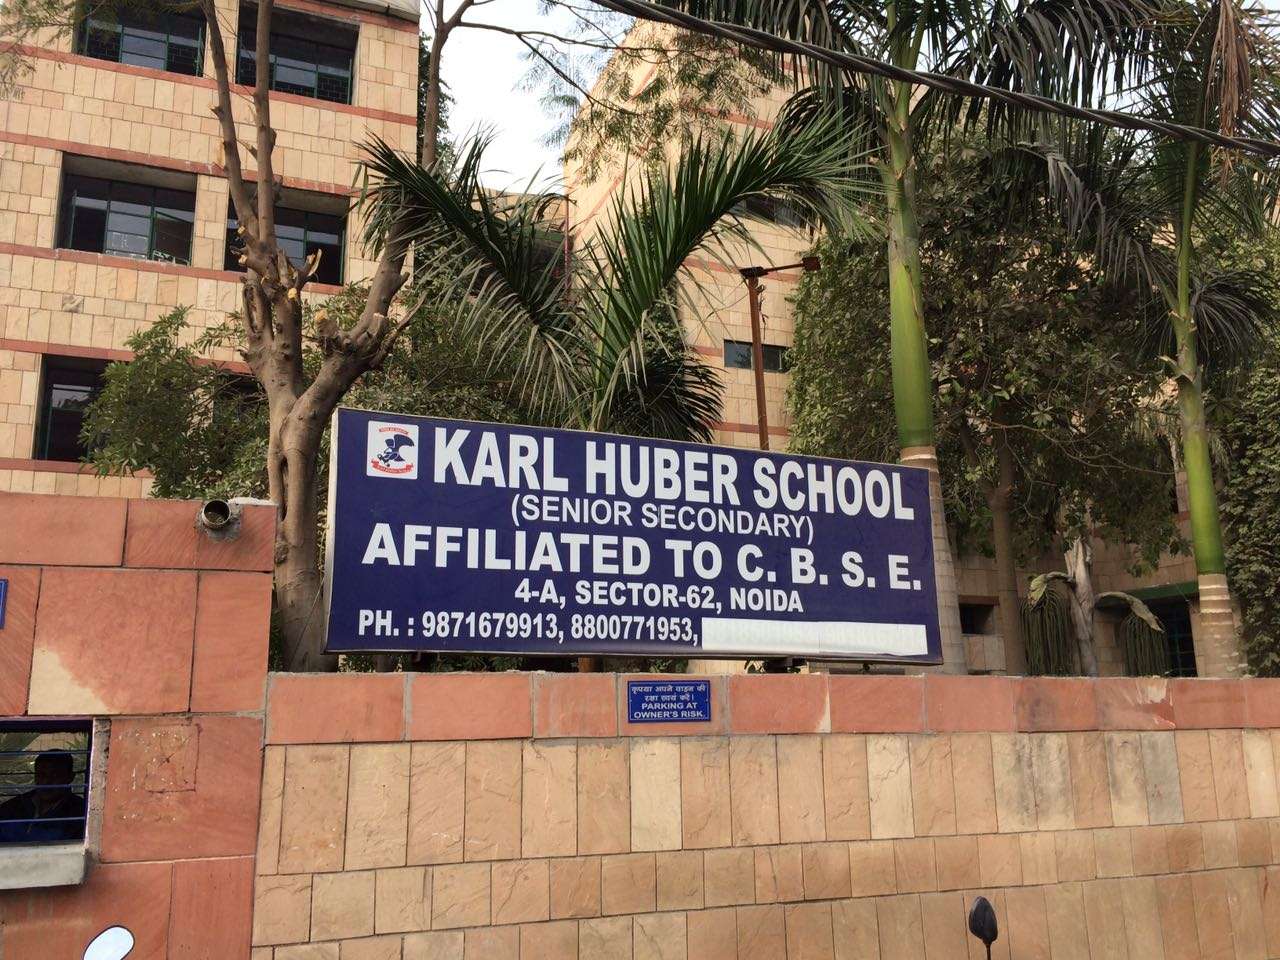 KARL HUBER SCHOOL
(SENIOR SECONDARY)
AFFILIATED TO C. B. S. E.
4-A, SECTOR-62, NOIDA
PH. : 9871679913, 8800771953,
कृपया अपने वाहन की
रक्षा स्वयं करें।
PARKING AT
OWNER'S RISK.